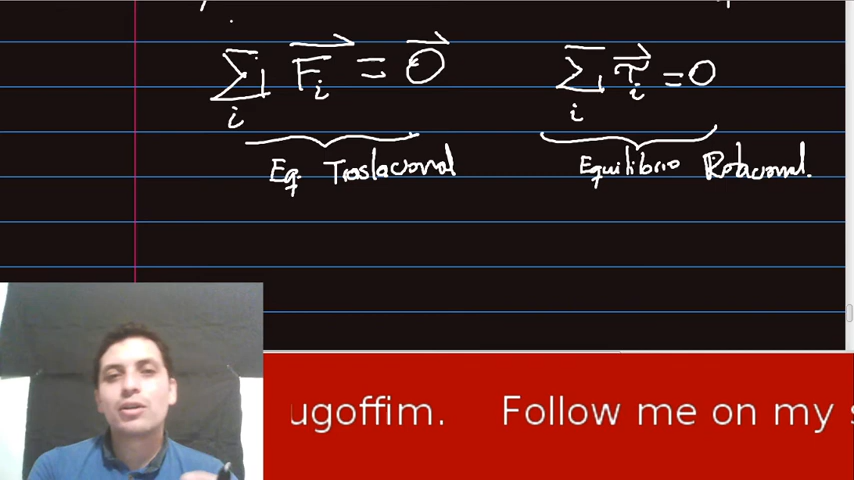 ∑ᵢ F⃗ᵢ = 0⃗ ∑ᵢ τ⃗ᵢ = 0
Eq. Traslacional Equilibrio Rotacional.
ugoffim. Follow me on my s